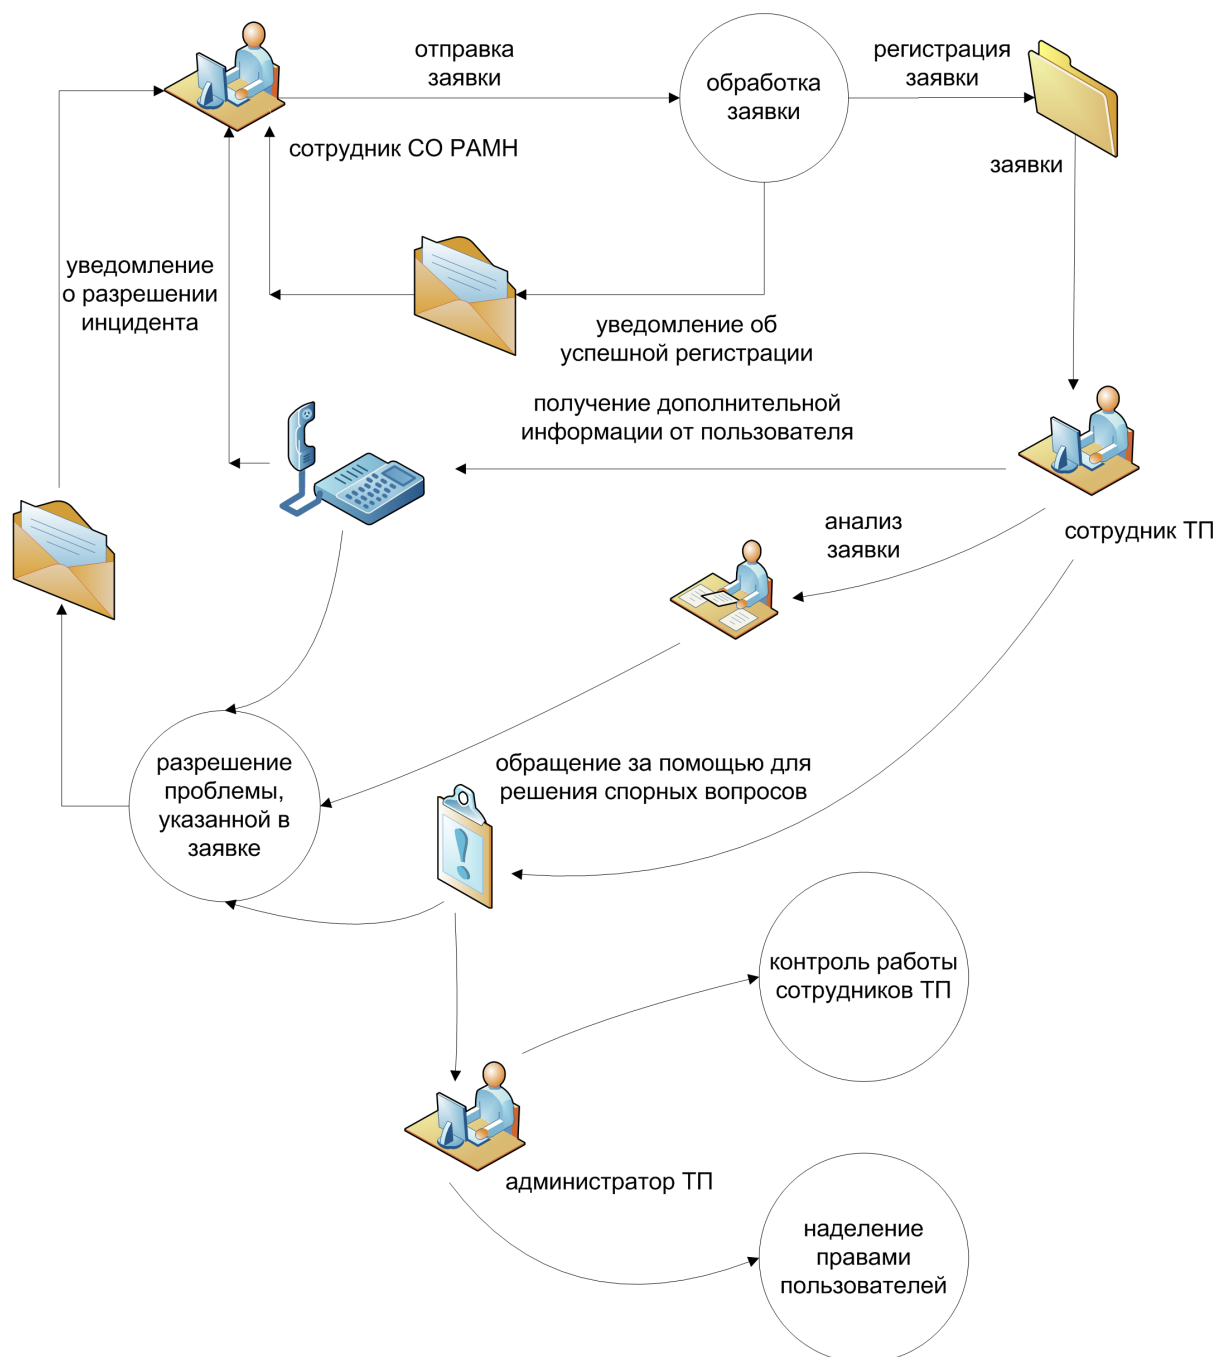 отправка
заявки
регистрация
заявки
обработка
заявки
сотрудник СО РАМН
заявки
уведомление
о разрешении
инцидента
уведомление об
успешной регистрации
получение дополнительной
информации от пользователя
анализ
заявки
сотрудник ТП
разрешение
проблемы,
указанной в
заявке
обращение за помощью для
решения спорных вопросов
контроль работы
сотрудников ТП
администратор ТП
наделение
правами
пользователей